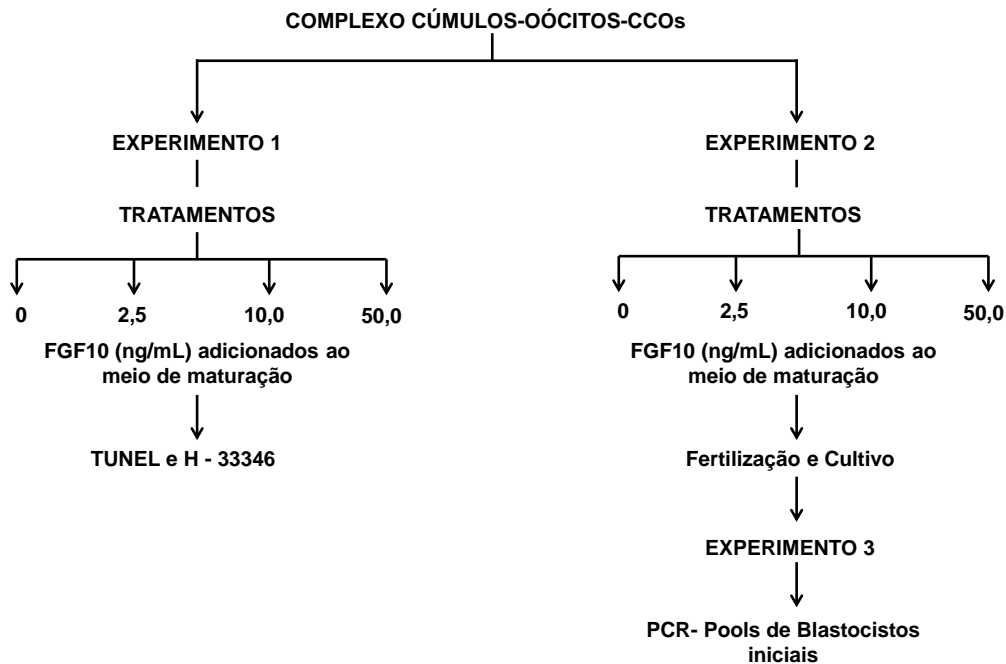 COMPLEXO CÚMULOS-OÓCITOS-CCOs
EXPERIMENTO 1
TRATAMENTOS
0 2,5 10,0 50,0
FGF10 (ng/mL) adicionados ao
meio de maturação
TUNEL e H - 33346
EXPERIMENTO 2
TRATAMENTOS
0 2,5 10,0 50,0
FGF10 (ng/mL) adicionados ao
meio de maturação
Fertilização e Cultivo
EXPERIMENTO 3
PCR- Pools de Blastocistos
iniciais